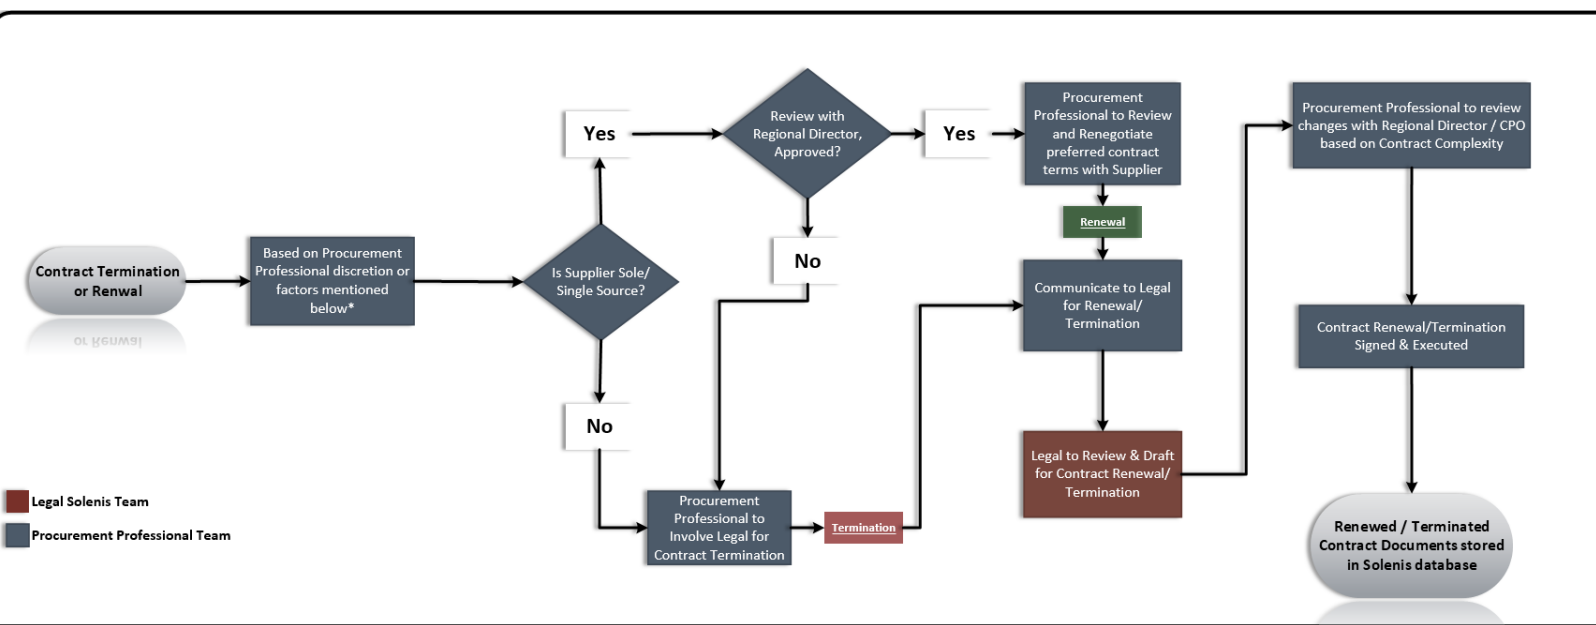 Contract Termination
or Renwal
Based on Procurement
Professional discretion or
factors mentioned
below*
Is Supplier Sole/
Single Source?
Yes
No
Review with
Regional Director,
Approved?
Yes
No
Procurement
Professional to
Involve Legal for
Contract Termination
Termination
Procurement
Professional to Review
and Renegotiate
preferred contract
terms with Supplier
Renewal
Communicate to Legal
for Renewal/
Termination
Legal to Review & Draft
for Contract Renewal/
Termination
Procurement Professional to review
changes with Regional Director / CPO
based on Contract Complexity
Contract Renewal/Termination
Signed & Executed
Renewed / Terminated
Contract Documents stored
in Solenis database
Legal Solenis Team
Procurement Professional Team